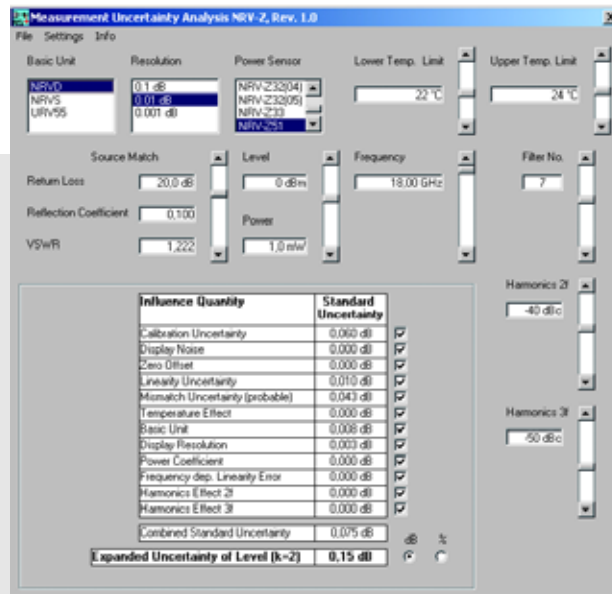 Measurement Uncertainty Analysis NRV-Z, Rev. 1.0
File Settings Info
Basic Unit Resolution Power Sensor Lower Temp. Limit Upper Temp. Limit
NRVD 0.1 dB NRV-Z32(04)
NRVS 0.01 dB NRV-Z32(05) 22 °C 24 °C
URV55 0.001 dB NRV-Z33
NRV-Z51
Source Match Level Frequency Filter No.
Return Loss 20,0 dB 0 dBm 18,00 GHz 7
Reflection Coefficient 0,100 Power
VSWR 1,222 1,0 mW
Harmonics 2f
-40 dBc
Influence Quantity Standard Uncertainty
Calibration Uncertainty 0,060 dB
Display Noise 0,000 dB
Zero Offset 0,000 dB
Linearity Uncertainty 0,010 dB
Mismatch Uncertainty (probable) 0,043 dB
Temperature Effect 0,000 dB
Harmonics 3f
Basic Unit 0,008 dB
-50 dBc
Display Resolution 0,003 dB
Power Coefficient 0,000 dB
Frequency dep. Linearity Error 0,000 dB
Harmonics Effect 2f 0,000 dB
Harmonics Effect 3f 0,000 dB
Combined Standard Uncertainty 0,075 dB dB %
Expanded Uncertainty of Level (k=2) 0,15 dB